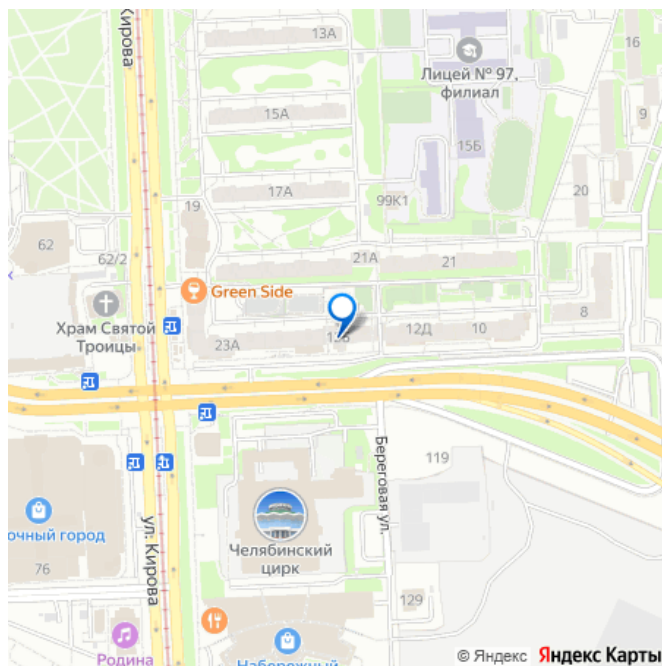 Кирова
13А
16
Лицей № 97,
филиал
15А
9
15Б
17А
99К1
20
19
62
62/2
21А
21
Green Side
Храм Святой
Троицы
23А
12Д
10
8
Береговая ул.
119
ул. Кирова
очный город
76
Челябинский
цирк
129
Родина
Набережный
© Яндекс Яндекс Карты